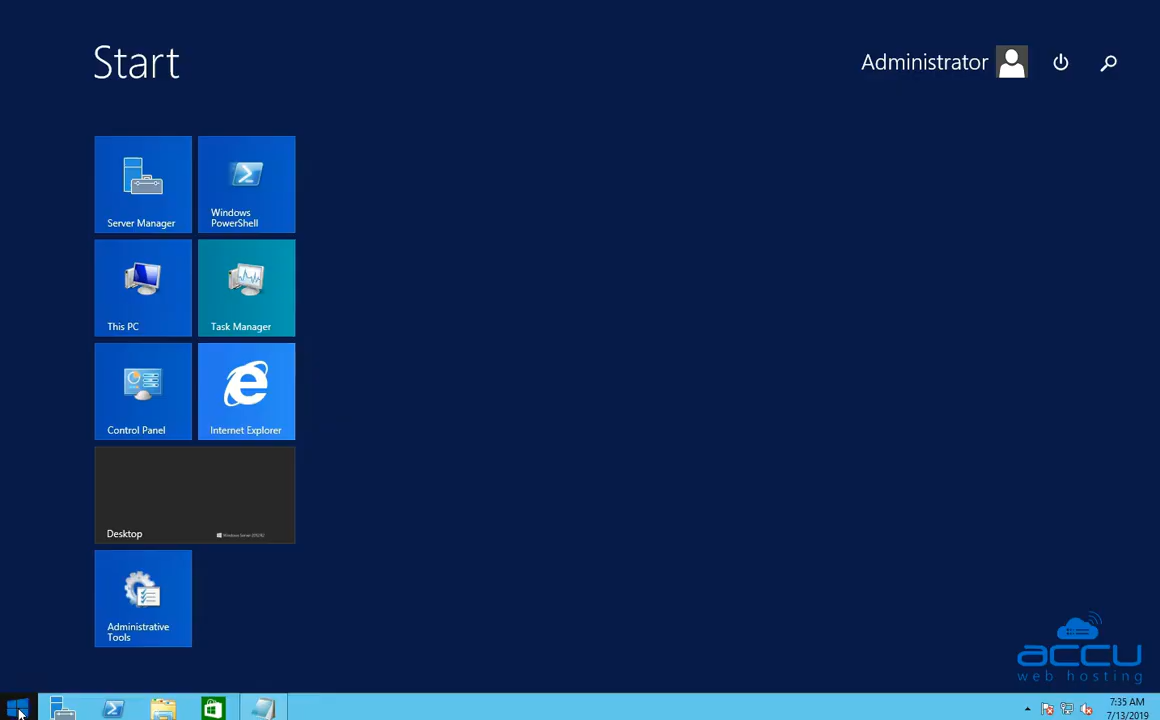 Start
Administrator
Server Manager
Windows
PowerShell
This PC
Task Manager
Control Panel
Internet Explorer
Desktop
Administrative
Tools
accu
web hosting
7:35 AM
7/13/2019